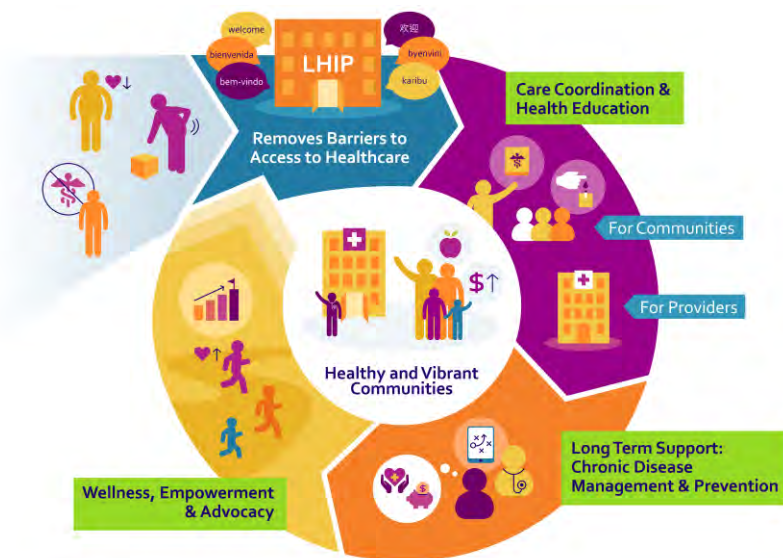 welcome
bienvenida
bem-vindo
LHIP
欢迎
byenvini
karibu
Removes Barriers to
Access to Healthcare
Care Coordination &
Health Education
For Communities
For Providers
$↑
Healthy and Vibrant
Communities
Long Term Support:
Chronic Disease
Management & Prevention
Wellness, Empowerment
& Advocacy